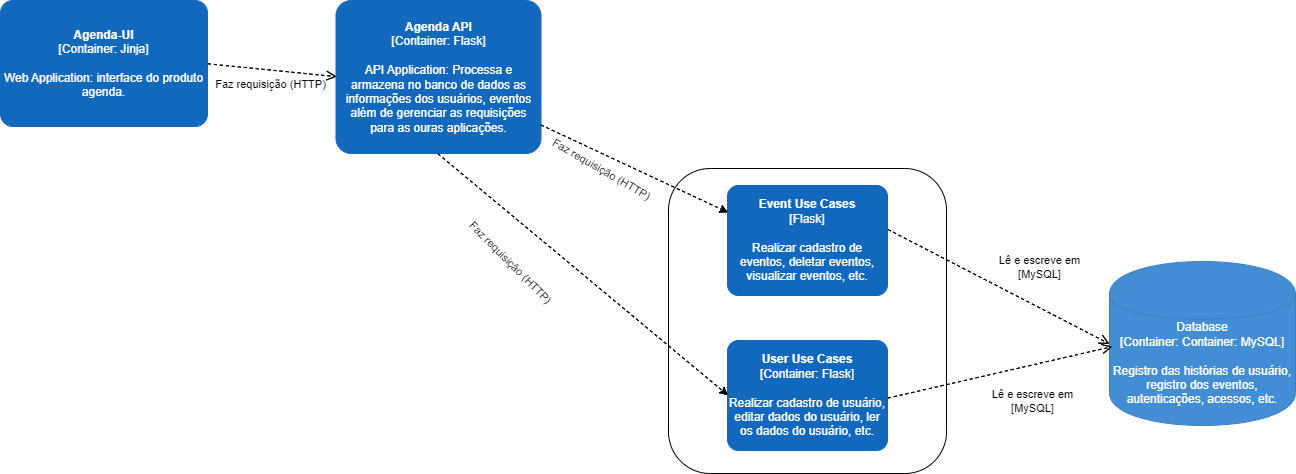 Agenda-UI
[Container: Jinja]
Web Application: interface do produto
agenda.
Faz requisição (HTTP)
Agenda API
[Container: Flask]
API Application: Processa e
armazena no banco de dados as
informações dos usuários, eventos
além de gerenciar as requisições
para as ouras aplicações.
Faz requisição (HTTP)
Faz requisição (HTTP)
Event Use Cases
[Flask]
Realizar cadastro de
eventos, deletar eventos,
visualizar eventos, etc.
User Use Cases
[Container: Flask]
Realizar cadastro de usuário,
editar dados do usuário, ler
os dados do usuário, etc.
Lê e escreve em
[MySQL]
Lê e escreve em
[MySQL]
Database
[Container: Container: MySQL]
Registro das histórias de usuário,
registro dos eventos,
autenticações, acessos, etc.